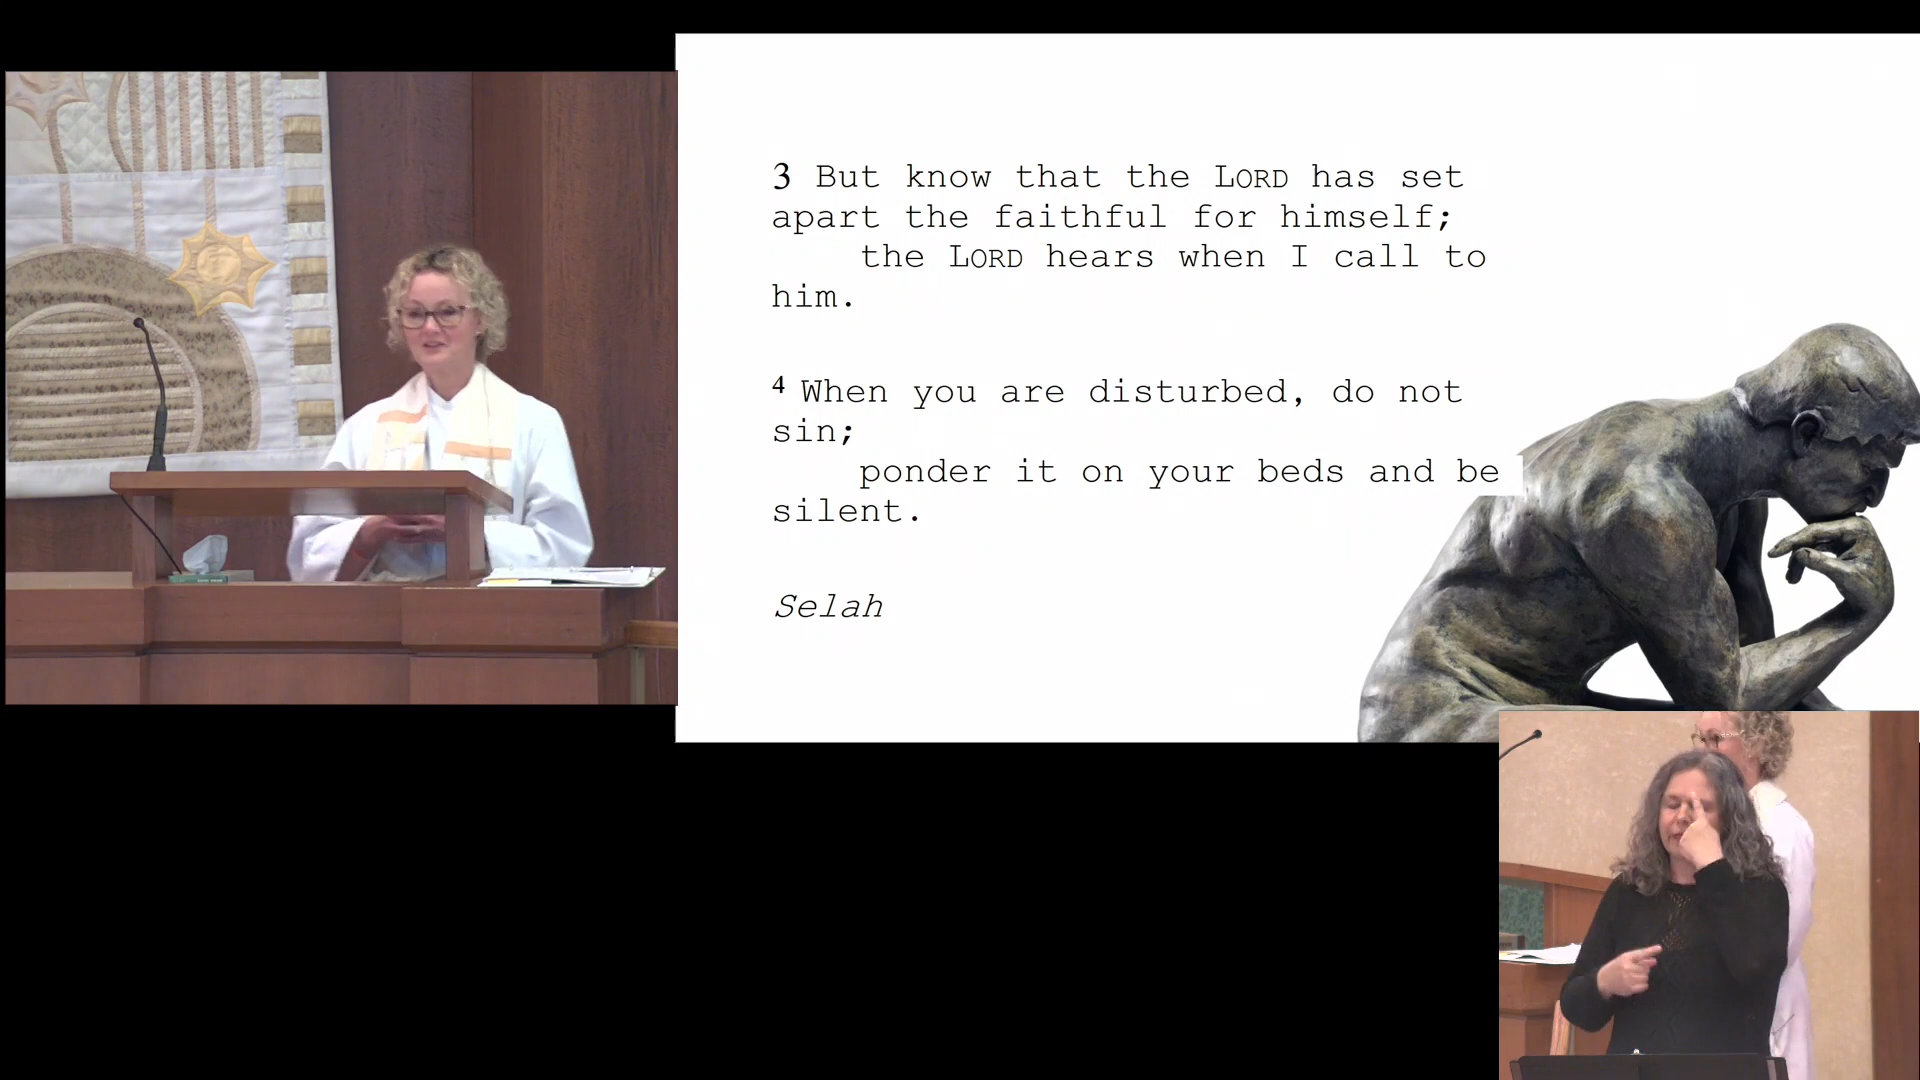 3 But know that the LORD has set
apart the faithful for himself;
the LORD hears when I call to
him.
4 When you are disturbed, do not
sin;
ponder it on your beds and be
silent.
Selah